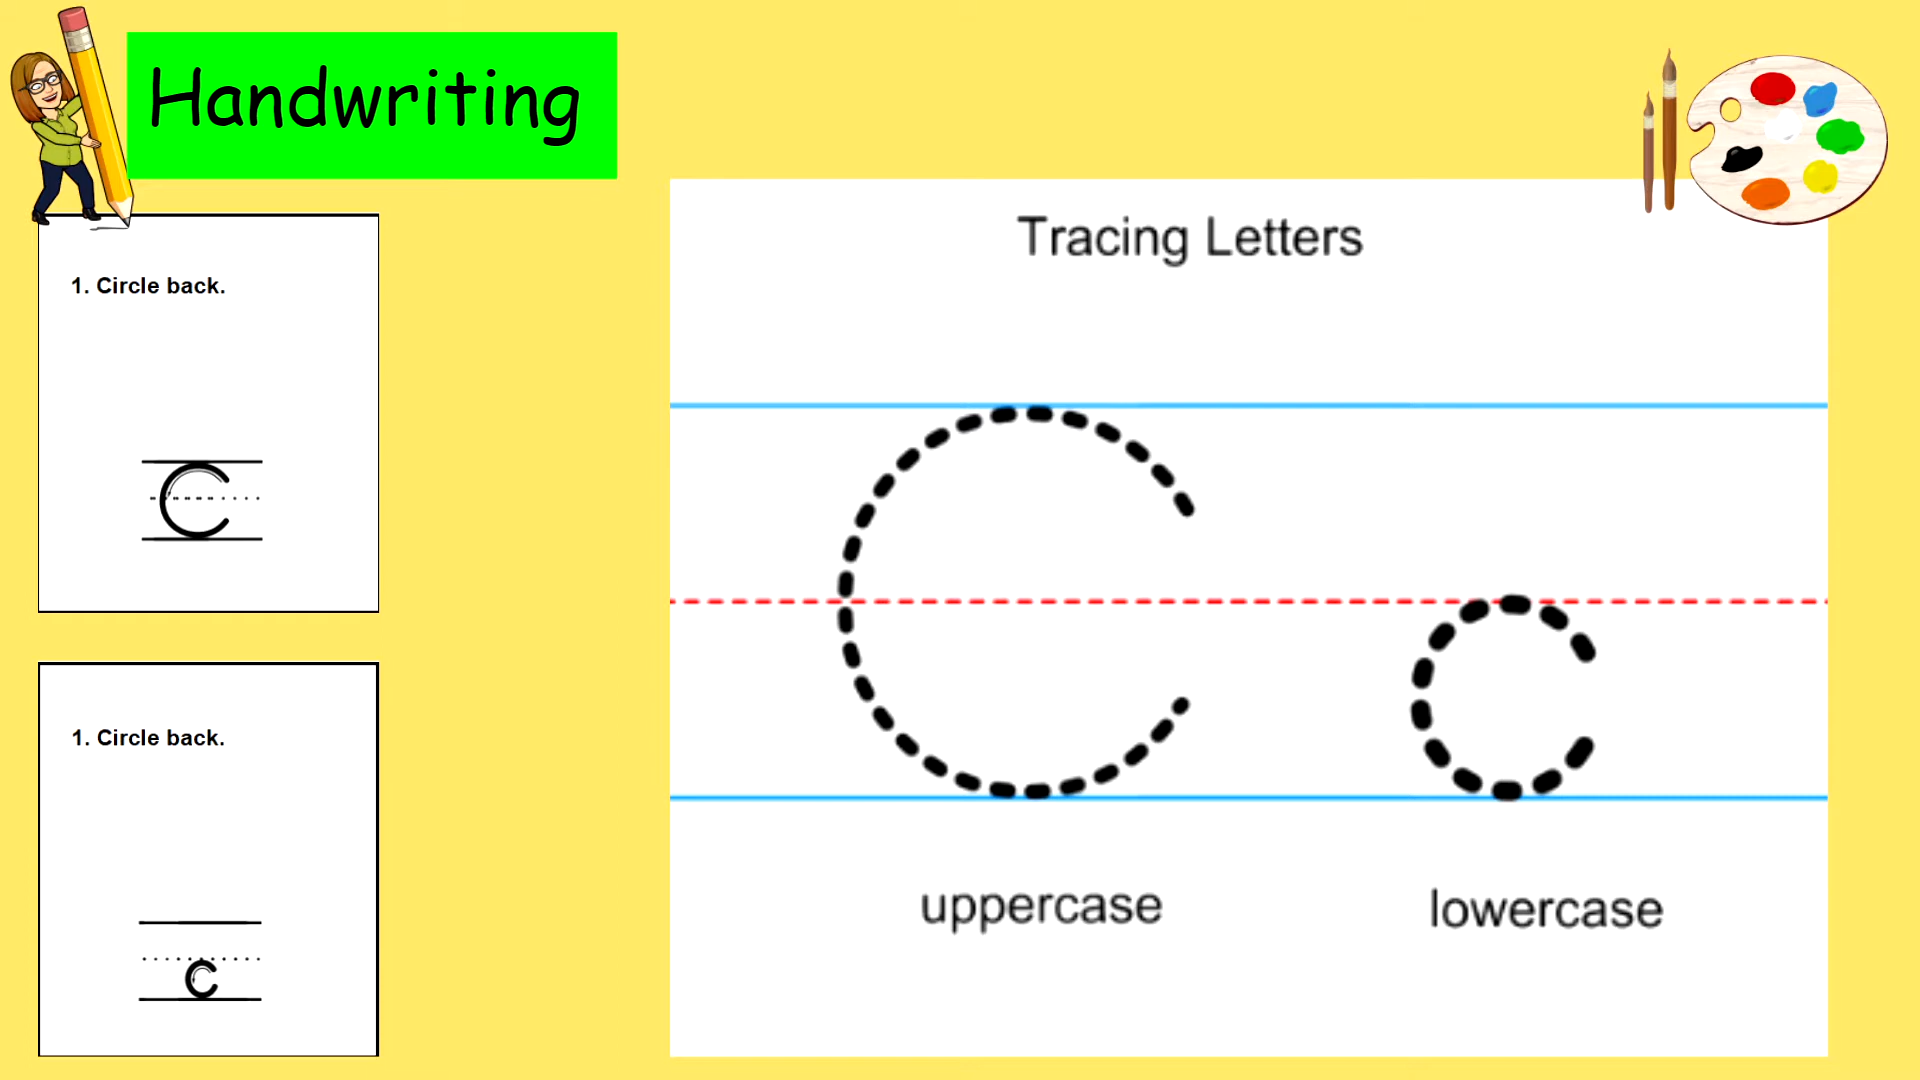 Handwriting
1. Circle back.
C
1. Circle back.
c
Tracing Letters
C c
uppercase lowercase